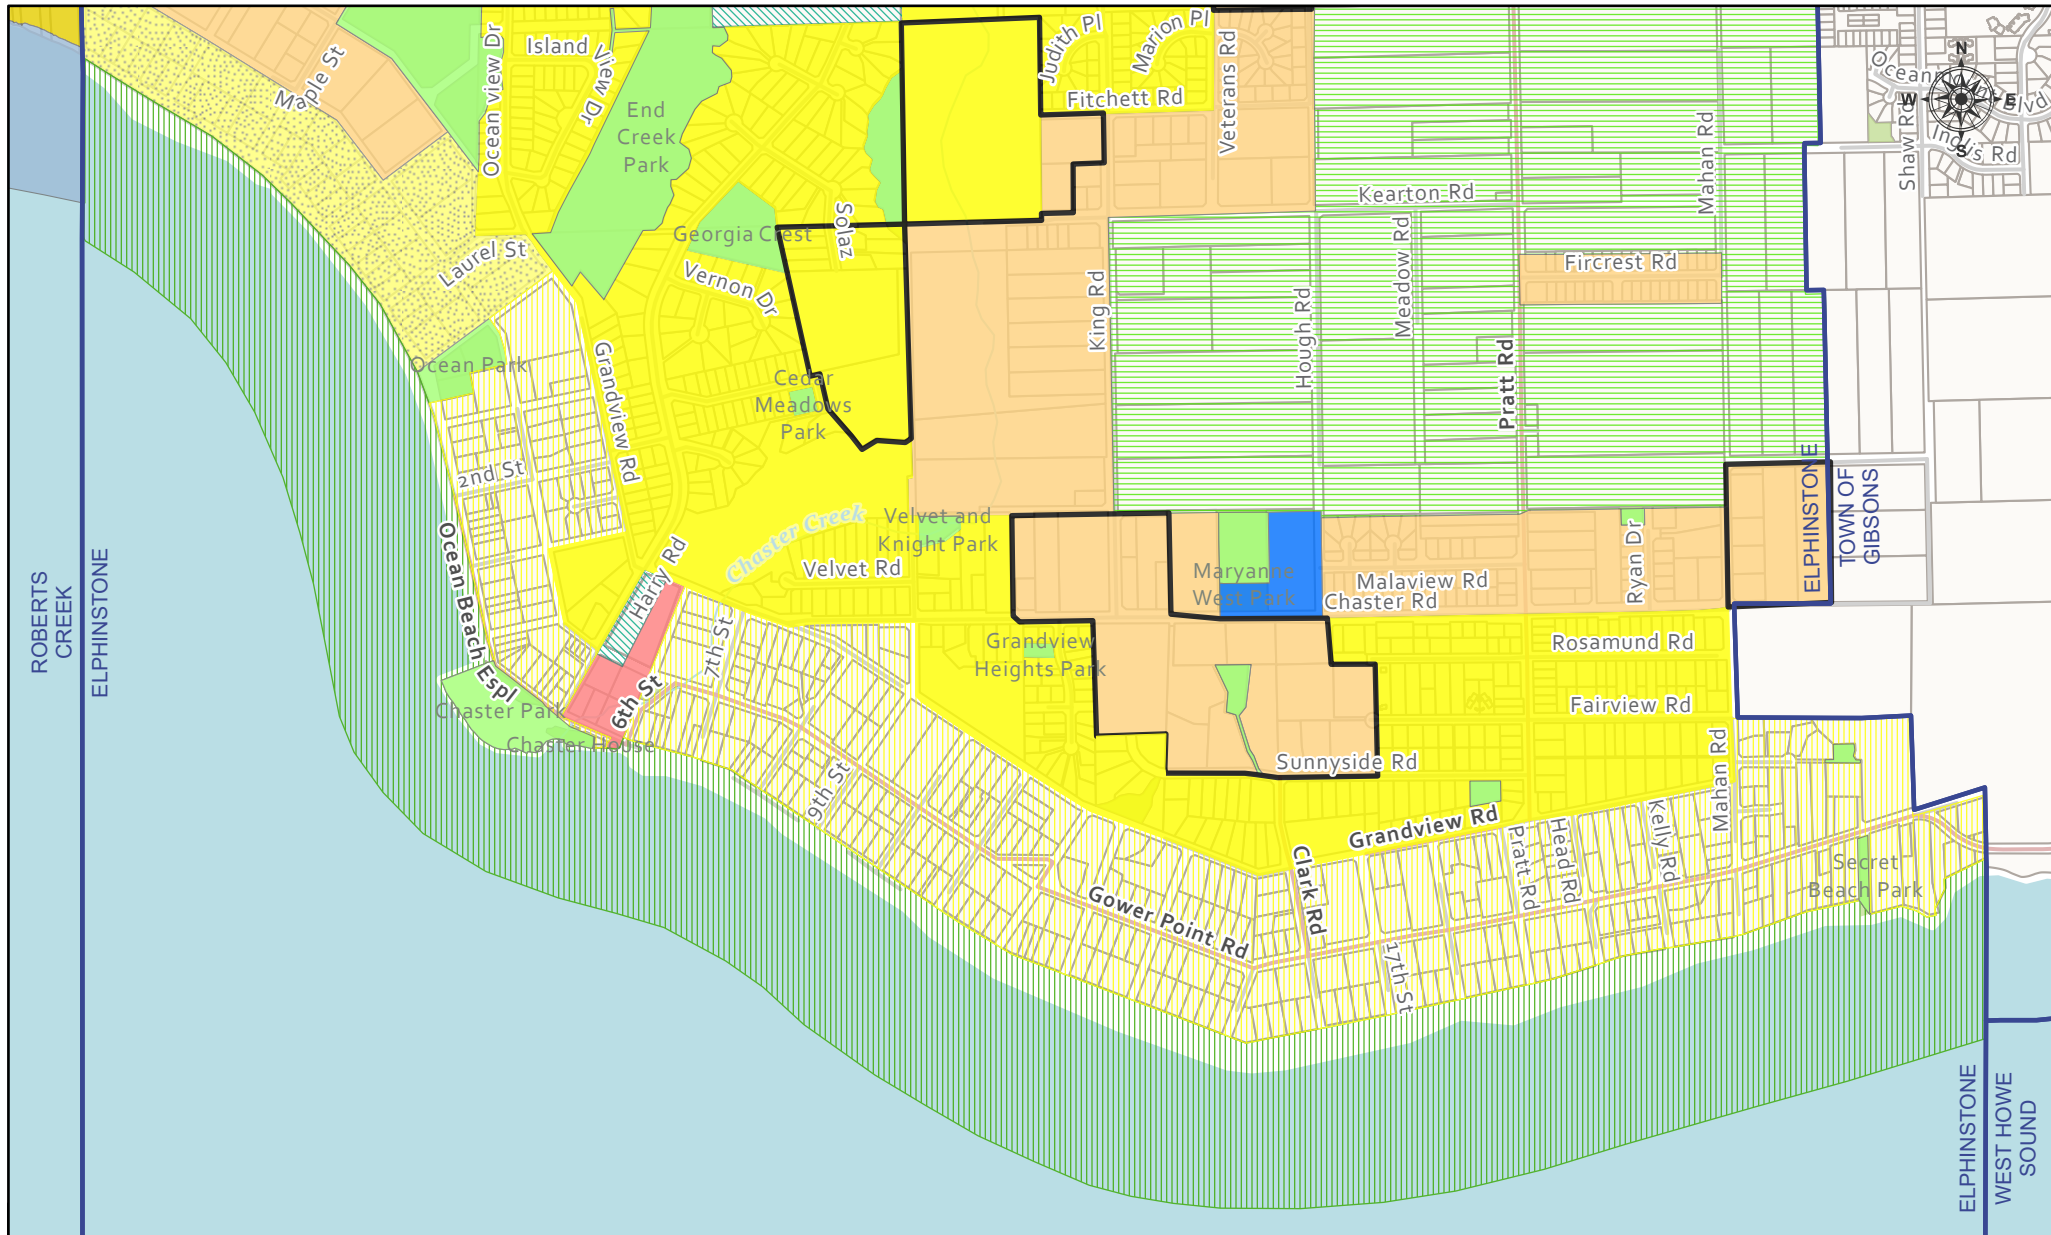 Island
View Dr
Ocean view Dr
Maple St
End
Creek
Park
Judith Pl
Marion Pl
Fitchett Rd
Veterans Rd
Mahan Rd
Shaw Rd
N
W
E
S
Kearton Rd
Georgia Crest
Solaz
Laurel St
Vernon Dr
King Rd
Hough Rd
Meadow Rd
Fircrest Rd
Pratt Rd
Ocean Park
Grandview Rd
Cedar
Meadows
Park
2nd St
Ocean Beach Espl
Harry Rd
Chaster Creek
Velvet and
Knight Park
Velvet Rd
Maryanne
West Park
Malaview Rd
Chaster Rd
Ryan Dr
ELPHINSTONE
TOWN OF
GIBSONS
ROBERTS
CREEK
ELPHINSTONE
7th St
6th St
Chaster Park
Chaster House
Grandview
Heights Park
Rosamund Rd
Fairview Rd
Sunnyside Rd
Mahan Rd
9th St
Grandview Rd
Clark Rd
Pratt Rd
Head Rd
Kelly Rd
Secret
Beach Park
Gower Point Rd
17th St
ELPHINSTONE
WEST HOWE
SOUND